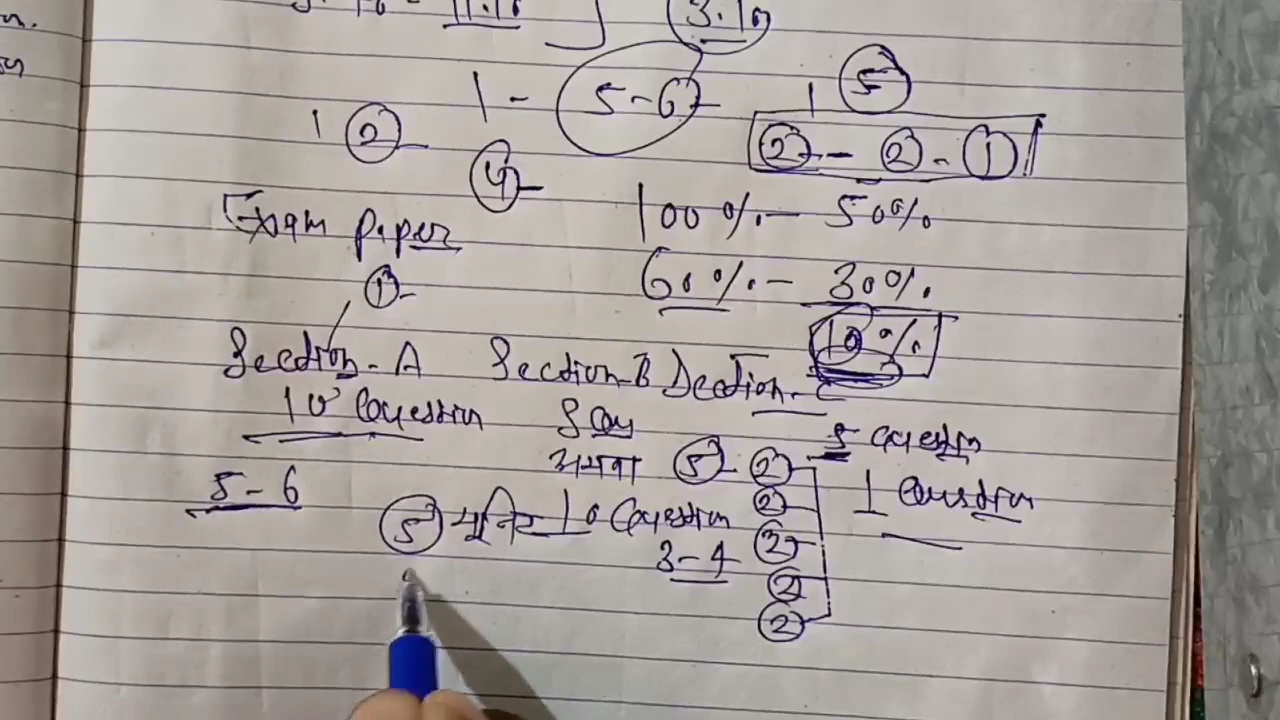 1 - 5-6 1 5
1 2 - 4 - 2 - 2 - 1
Exam paper 100% - 50%
1 - 60% - 30%
10%
Section-A Section-B Section-C
10 Question 5 Question
अथवा 5 2 1 Question
5-6 2
5 यूनिट 10 Question
3-4 2
2
2